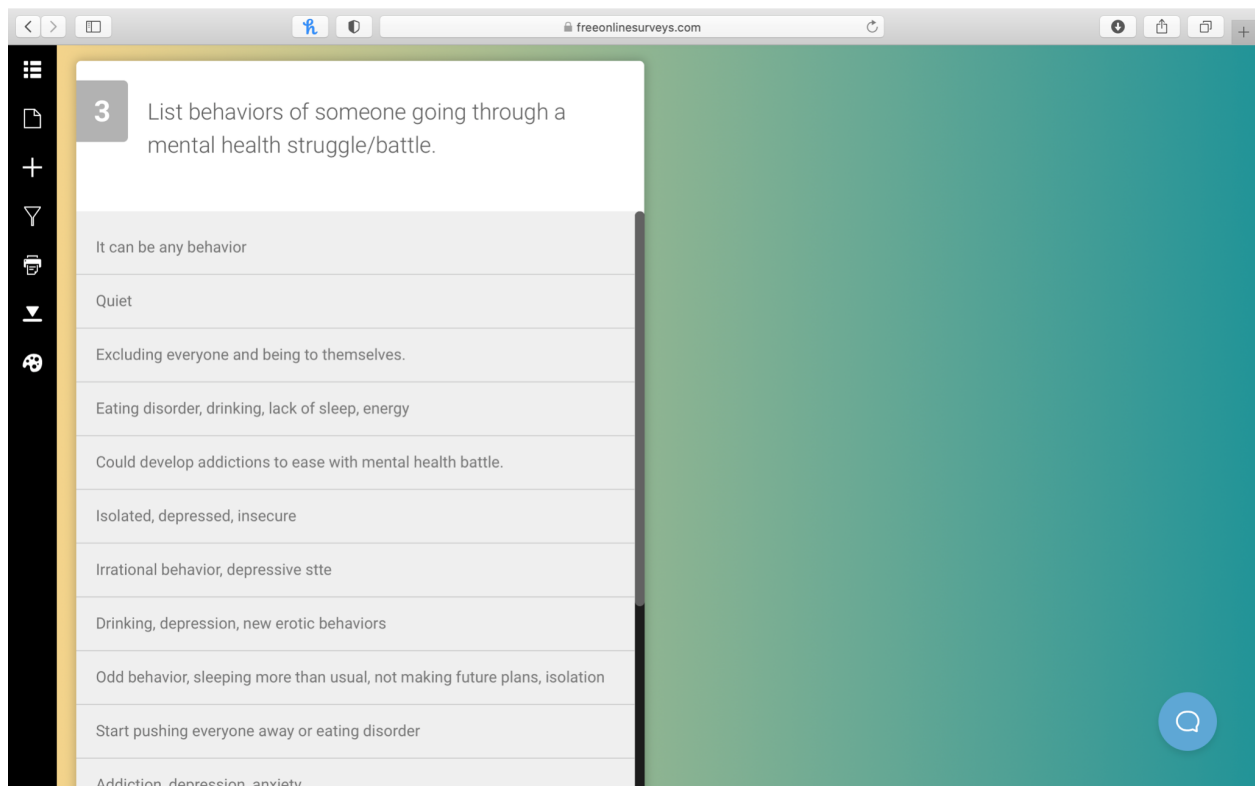 freeonlinesurveys.com
3
List behaviors of someone going through a
mental health struggle/battle.
It can be any behavior
Quiet
Excluding everyone and being to themselves.
Eating disorder, drinking, lack of sleep, energy
Could develop addictions to ease with mental health battle.
Isolated, depressed, insecure
Irrational behavior, depressive stte
Drinking, depression, new erotic behaviors
Odd behavior, sleeping more than usual, not making future plans, isolation
Start pushing everyone away or eating disorder
Addiction, depression, anxiety